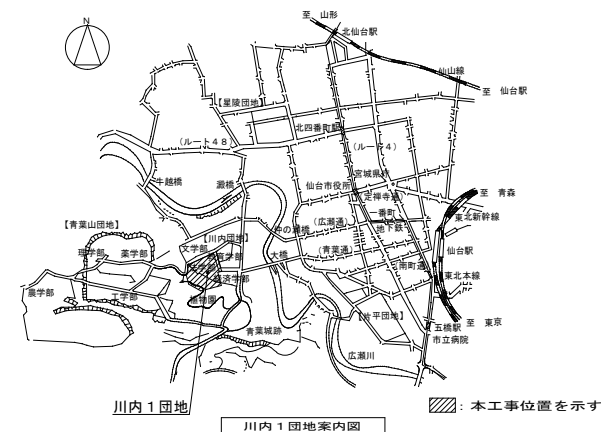 N
至 山形
北仙台駅
仙山線
至 仙台駅
【星陵団地】
北四番町駅
(ルート48)
(ルート4)
宮城県庁
牛越橋
澱橋
仙台市役所
(定禅寺通)
至 青森
東北新幹線
一番町
地下鉄
(広瀬通)
仲の瀬橋
【青葉山団地】
【川内団地】
文学部
教育学部
法学部
経済学部
大橋
(青葉通)
仙台駅
理学部
薬学部
南町通
東北本線
農学部
工学部
植物園
【片平団地】
青葉城跡
広瀬川
至 東京
五橋駅
市立病院
川内1団地
: 本工事位置を示す
川内1団地案内図